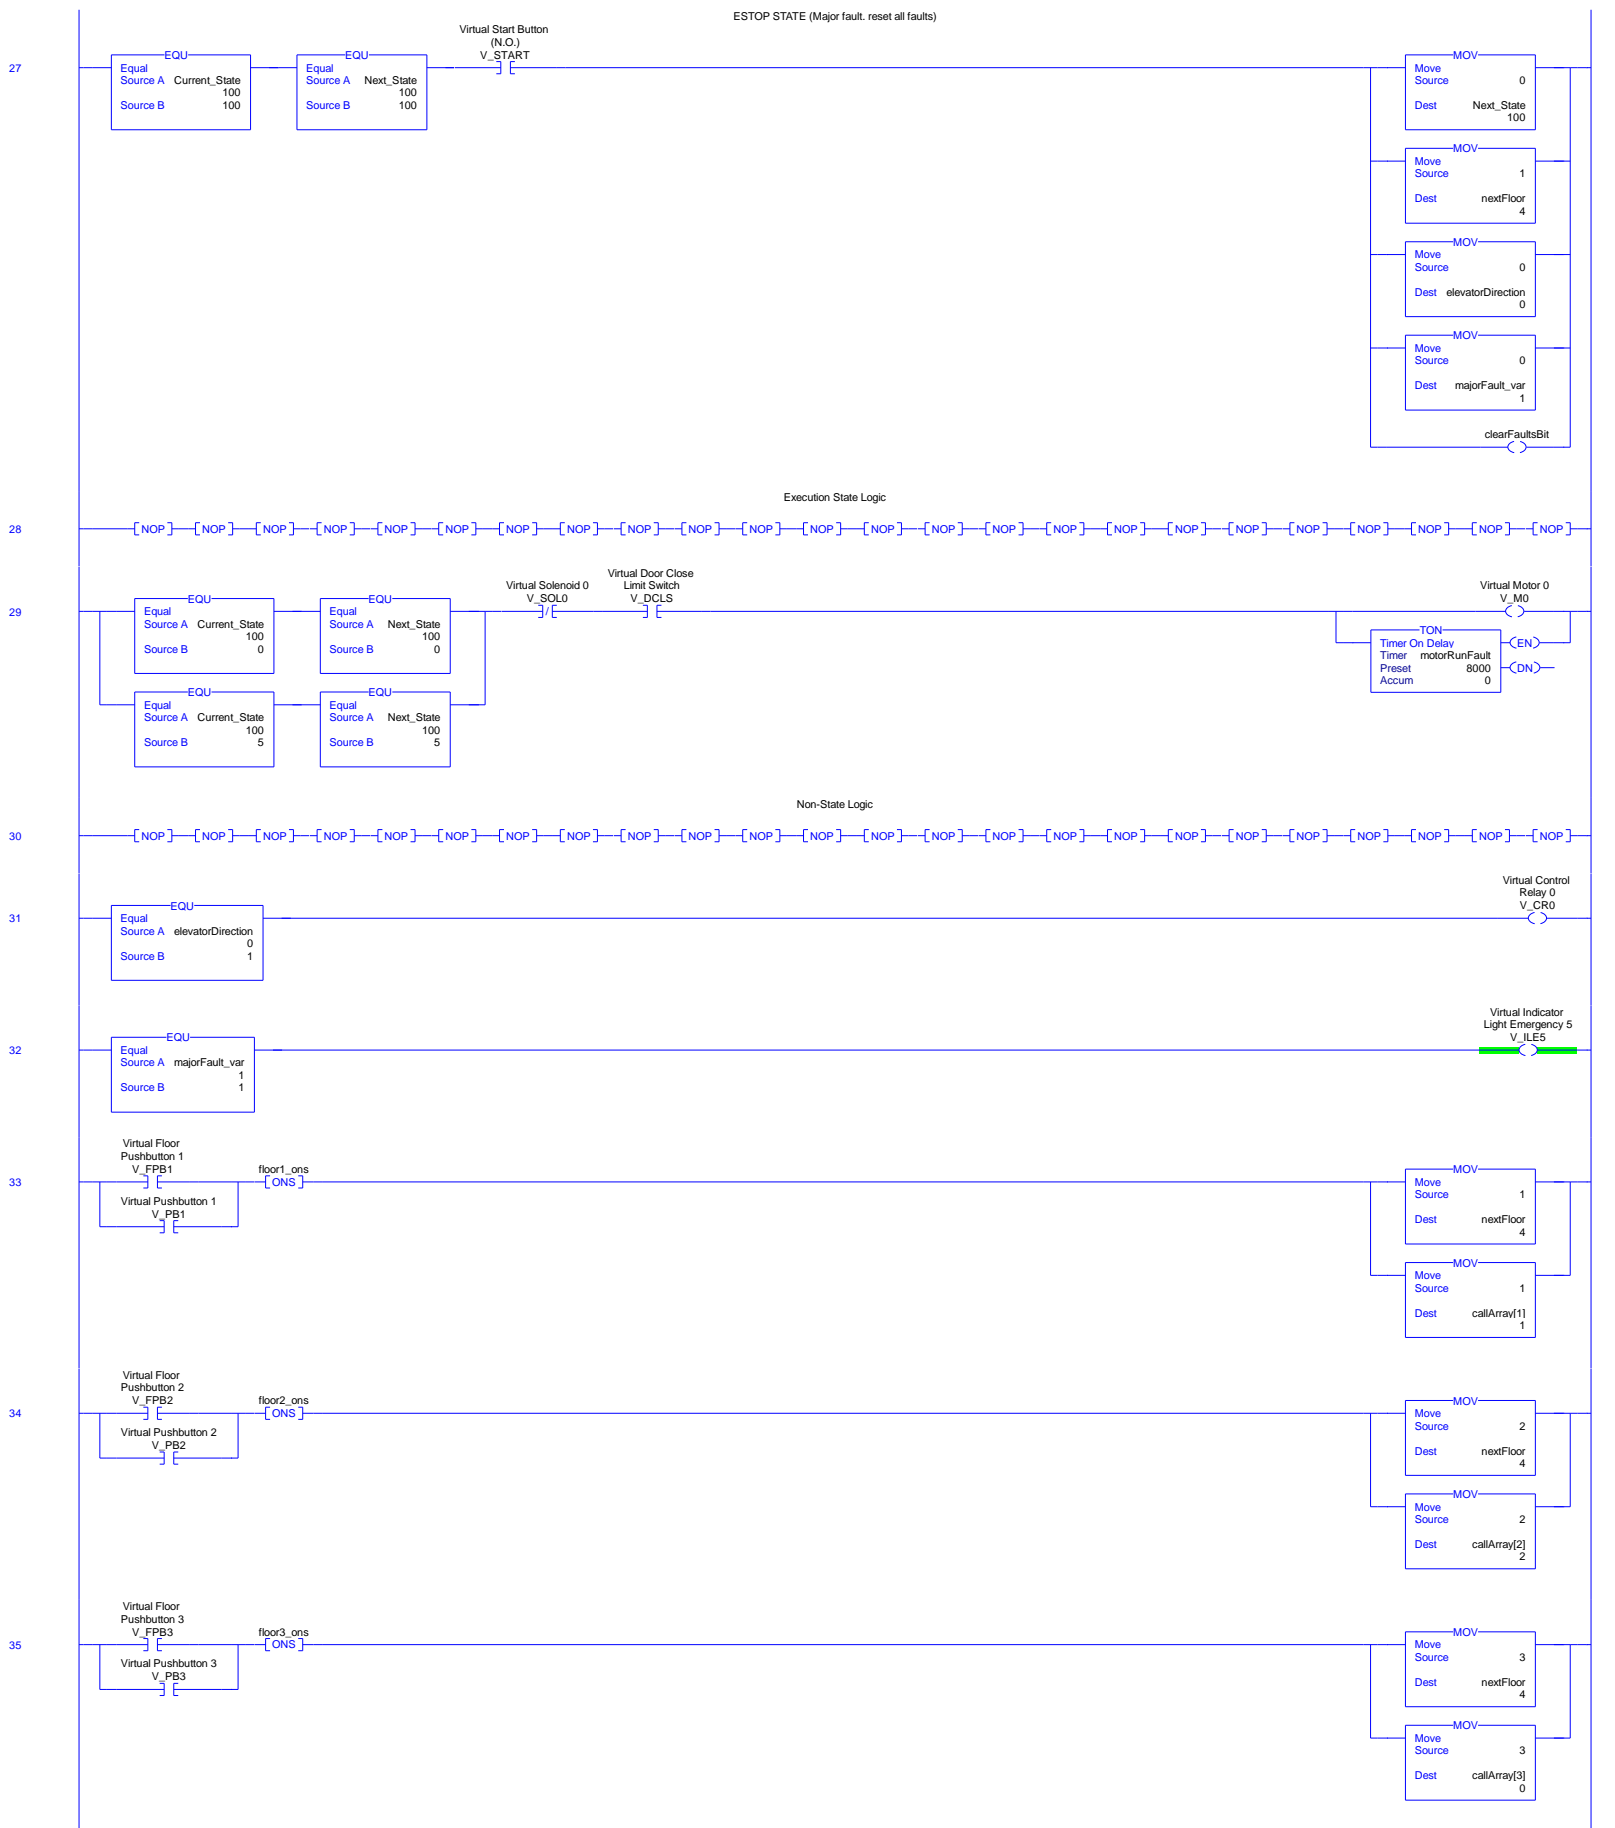 ESTOP STATE (Major fault. reset all faults)
27
EQU
Equal
Source A Current_State
100
Source B 100
EQU
Equal
Source A Next_State
100
Source B 100
Virtual Start Button
(N.O.)
V_START
MOV
Move
Source 0
Dest Next_State
100
MOV
Move
Source 1
Dest nextFloor
4
MOV
Move
Source 0
Dest elevatorDirection
0
MOV
Move
Source 0
Dest majorFault_var
1
clearFaultsBit
Execution State Logic
28
NOP NOP NOP NOP NOP NOP NOP NOP NOP NOP NOP NOP NOP NOP NOP NOP NOP NOP NOP NOP NOP NOP NOP NOP
29
EQU
Equal
Source A Current_State
100
Source B 0
EQU
Equal
Source A Next_State
100
Source B 0
EQU
Equal
Source A Current_State
100
Source B 5
EQU
Equal
Source A Next_State
100
Source B 5
Virtual Solenoid 0
V_SOL0
Virtual Door Close
Limit Switch
V_DCLS
Virtual Motor 0
V_M0
TON
Timer On Delay
Timer motorRunFault
Preset 8000
Accum 0
EN
DN
Non-State Logic
30
NOP NOP NOP NOP NOP NOP NOP NOP NOP NOP NOP NOP NOP NOP NOP NOP NOP NOP NOP NOP NOP NOP NOP NOP
31
EQU
Equal
Source A elevatorDirection
0
Source B 1
Virtual Control
Relay 0
V_CR0
32
EQU
Equal
Source A majorFault_var
1
Source B 1
Virtual Indicator
Light Emergency 5
V_ILE5
33
Virtual Floor
Pushbutton 1
V_FPB1
Virtual Pushbutton 1
V_PB1
floor1_ons
ONS
MOV
Move
Source 1
Dest nextFloor
4
MOV
Move
Source 1
Dest callArray[1]
1
34
Virtual Floor
Pushbutton 2
V_FPB2
Virtual Pushbutton 2
V_PB2
floor2_ons
ONS
MOV
Move
Source 2
Dest nextFloor
4
MOV
Move
Source 2
Dest callArray[2]
2
35
Virtual Floor
Pushbutton 3
V_FPB3
Virtual Pushbutton 3
V_PB3
floor3_ons
ONS
MOV
Move
Source 3
Dest nextFloor
4
MOV
Move
Source 3
Dest callArray[3]
0